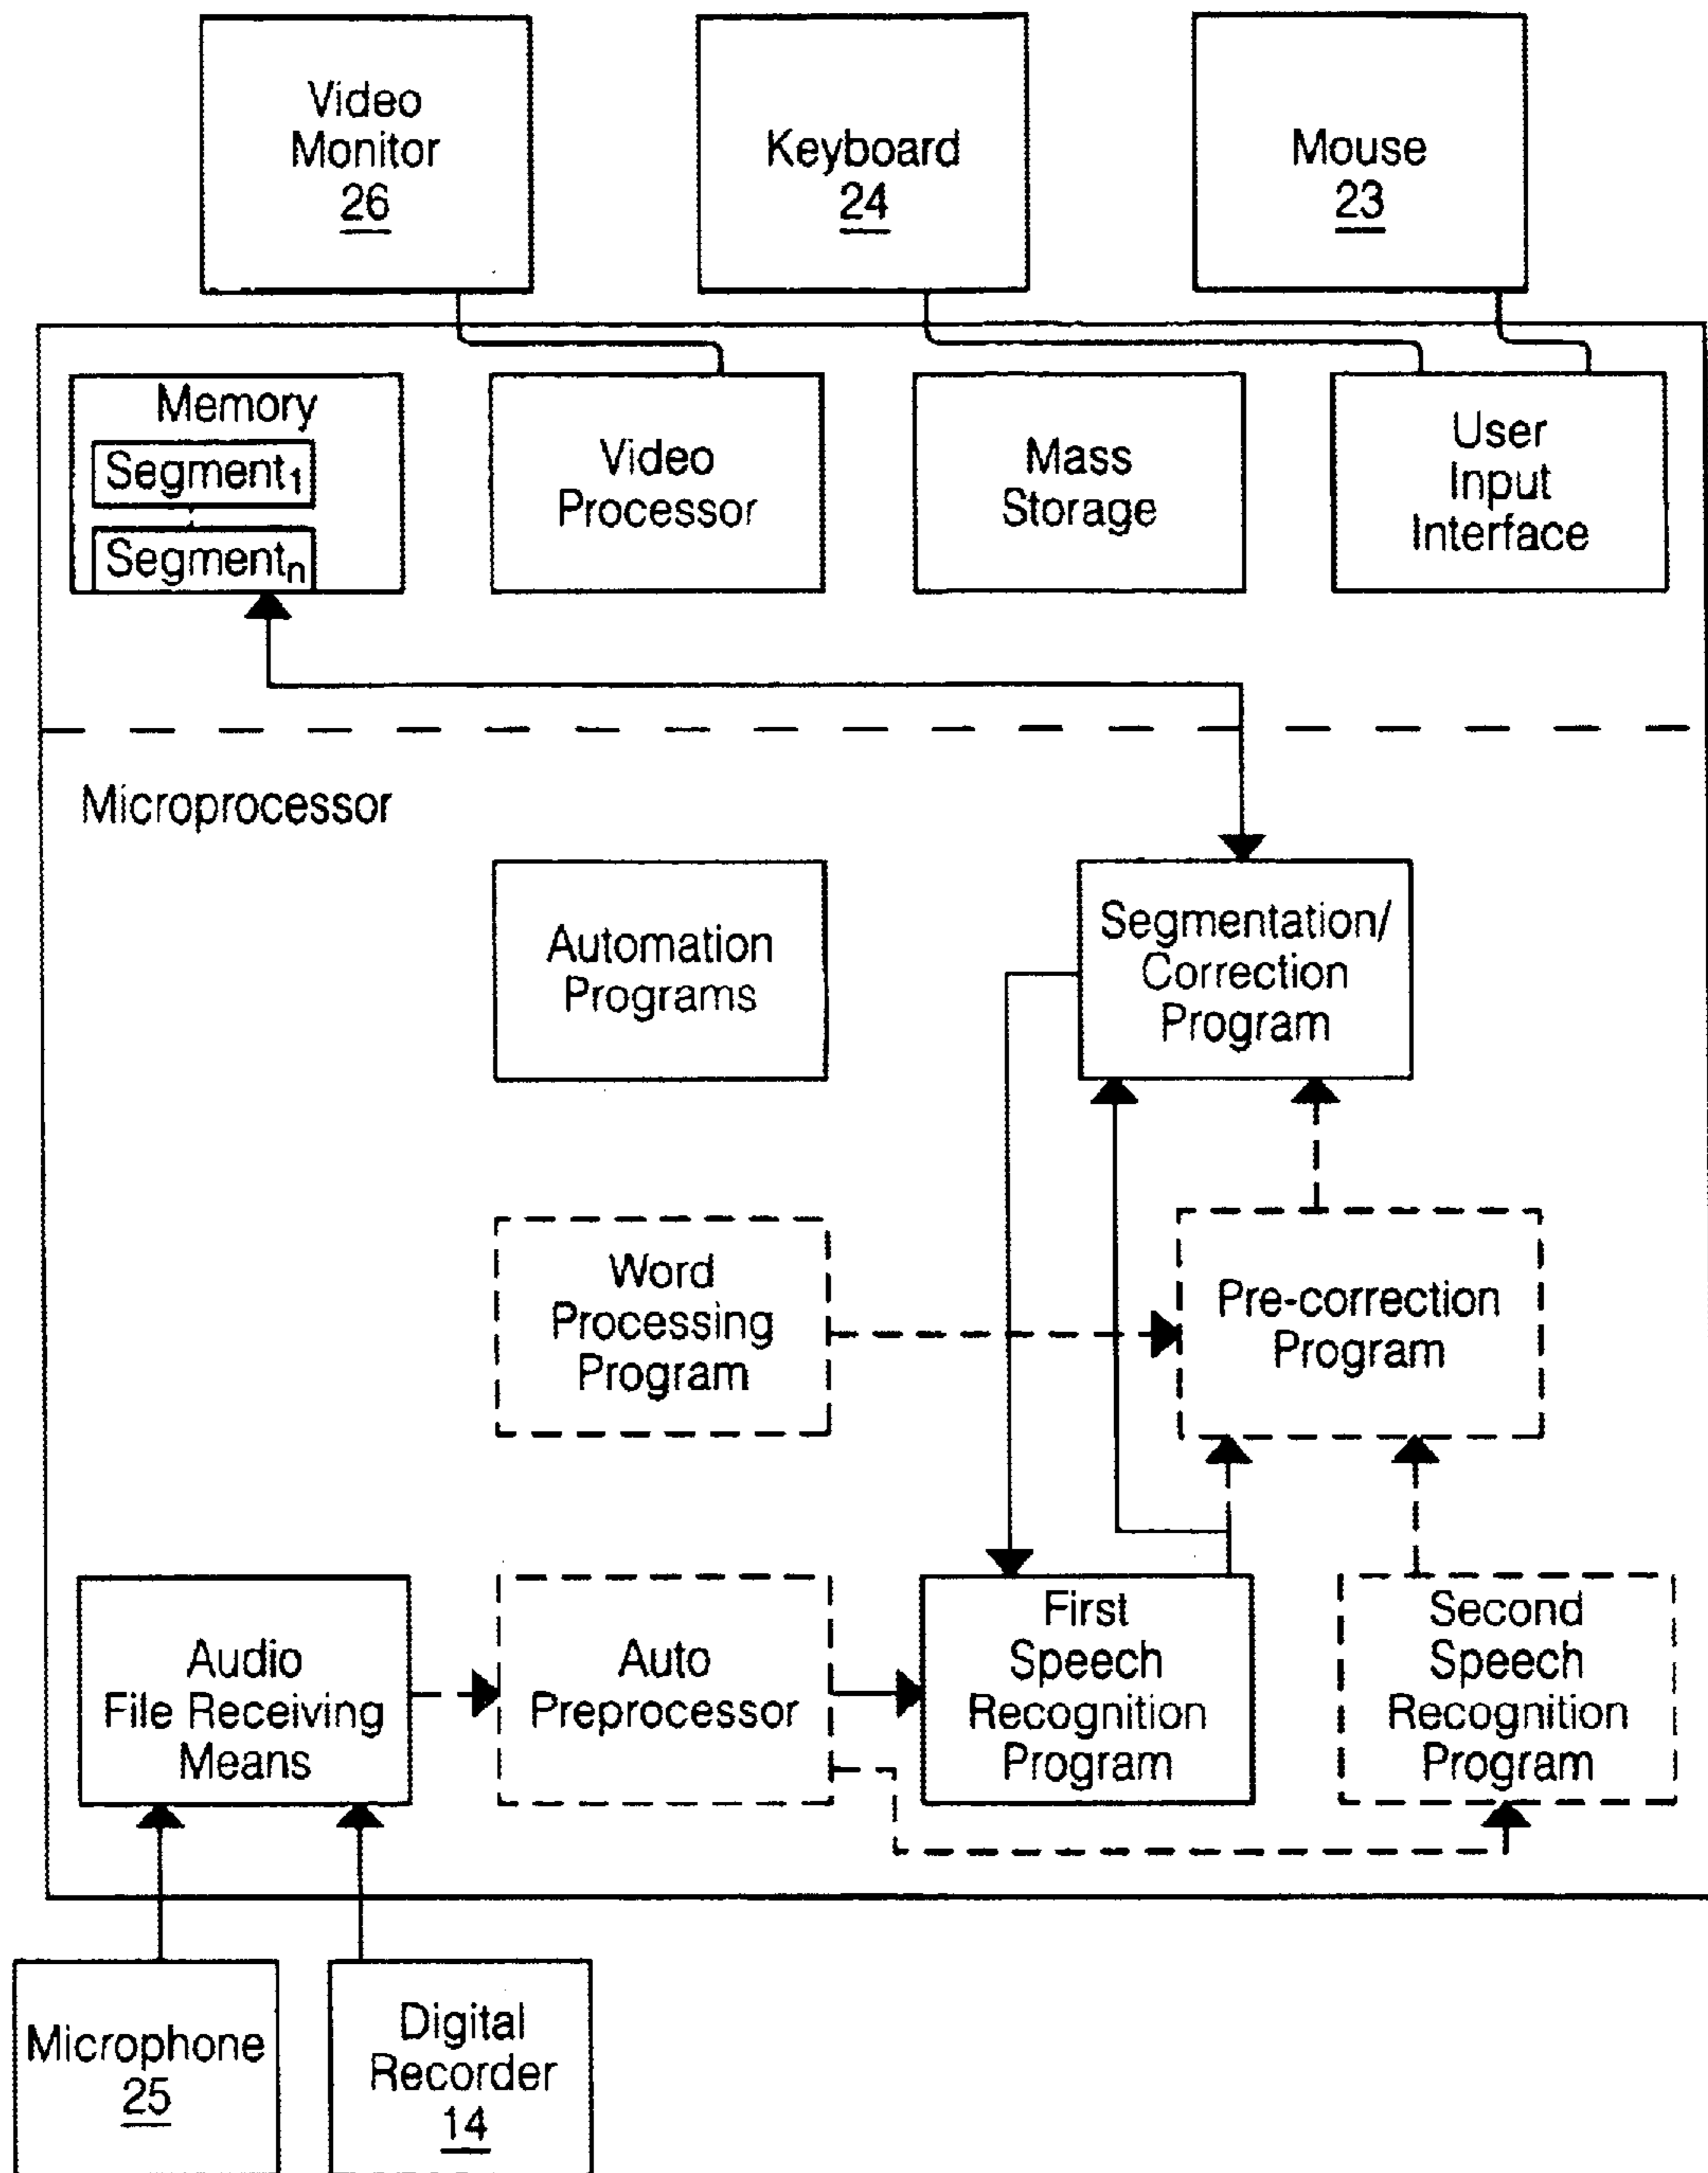 Video
Monitor
26
Keyboard
24
Mouse
23
Memory
Segment1
Segmentn
Video
Processor
Mass
Storage
User
Input
Interface
Microprocessor
Automation
Programs
Segmentation/
Correction
Program
Word
Processing
Program
Pre-correction
Program
Audio
File Receiving
Means
Auto
Preprocessor
First
Speech
Recognition
Program
Second
Speech
Recognition
Program
Microphone
25
Digital
Recorder
14